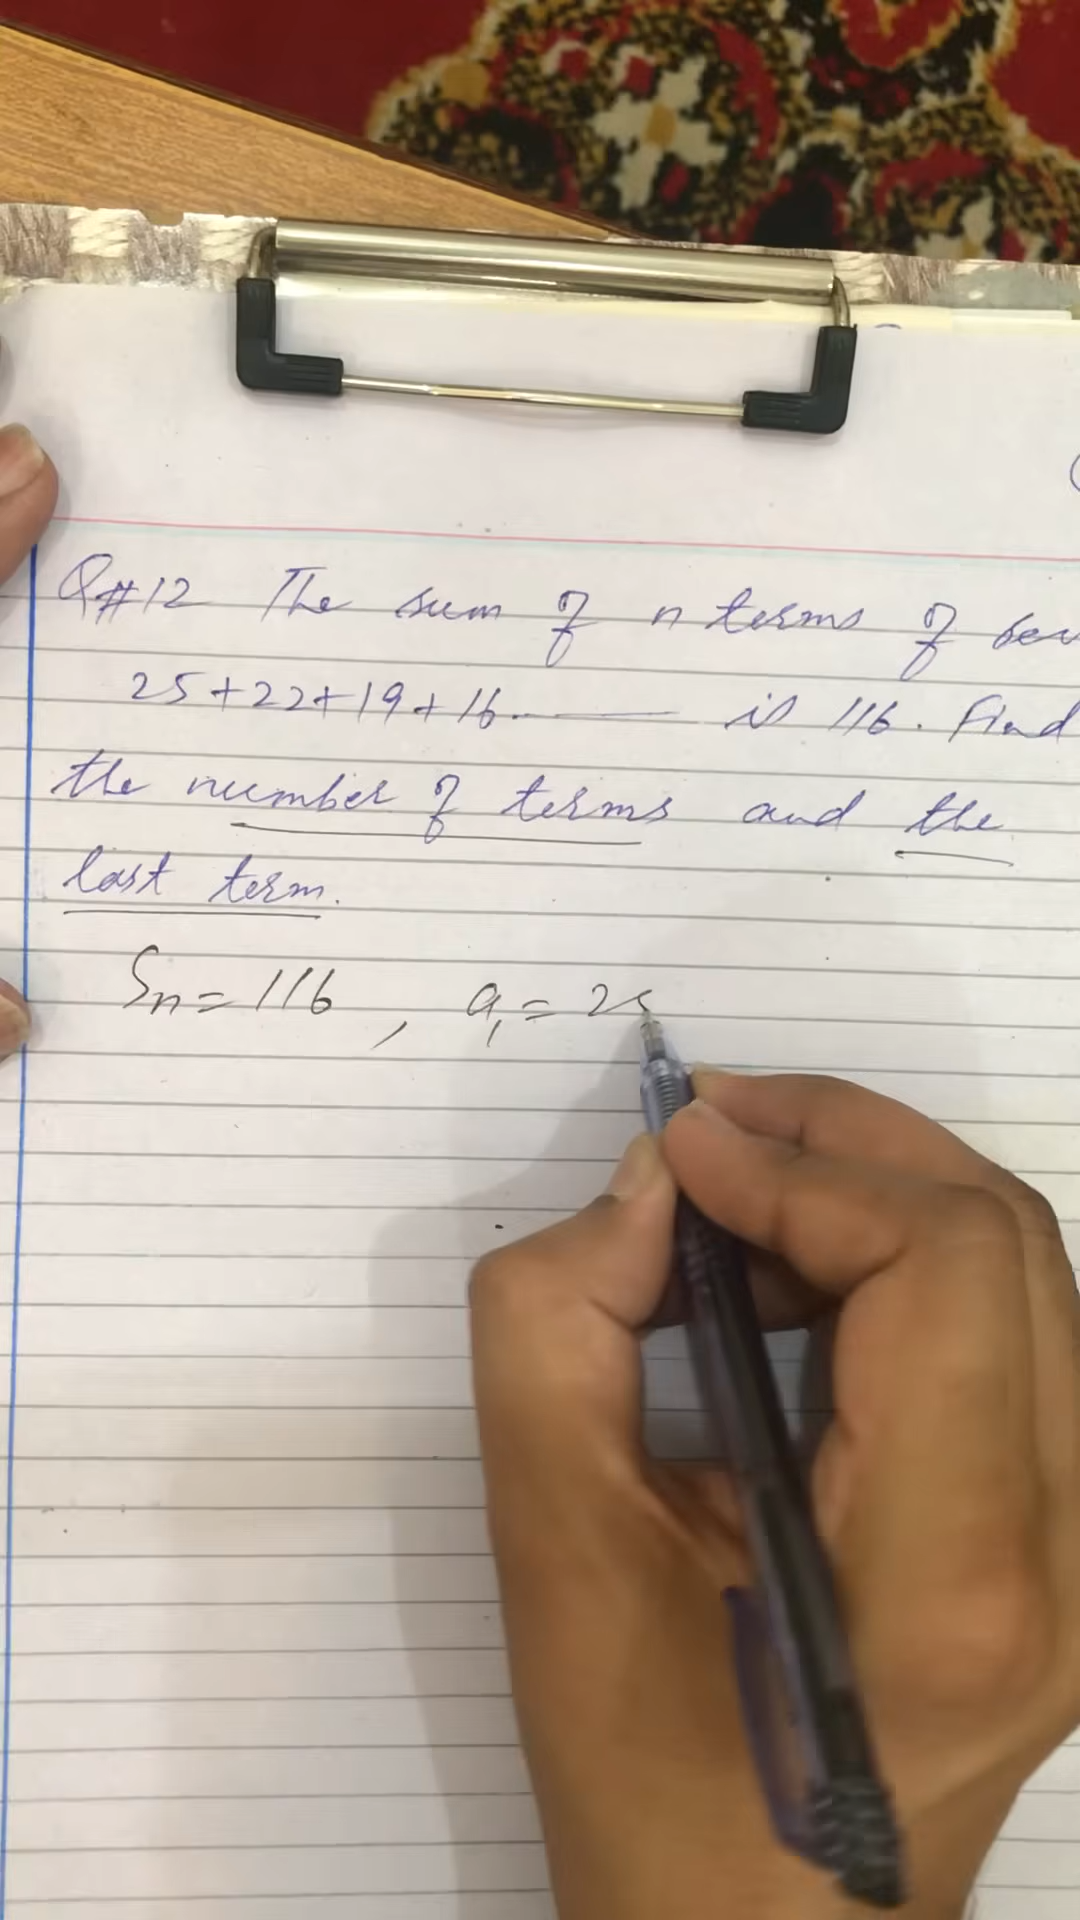 Q#12 The sum of n terms of
25+22+19+16....——— is 116. Find
the number of terms and the
last term.
Sn = 116 , a1 = 25